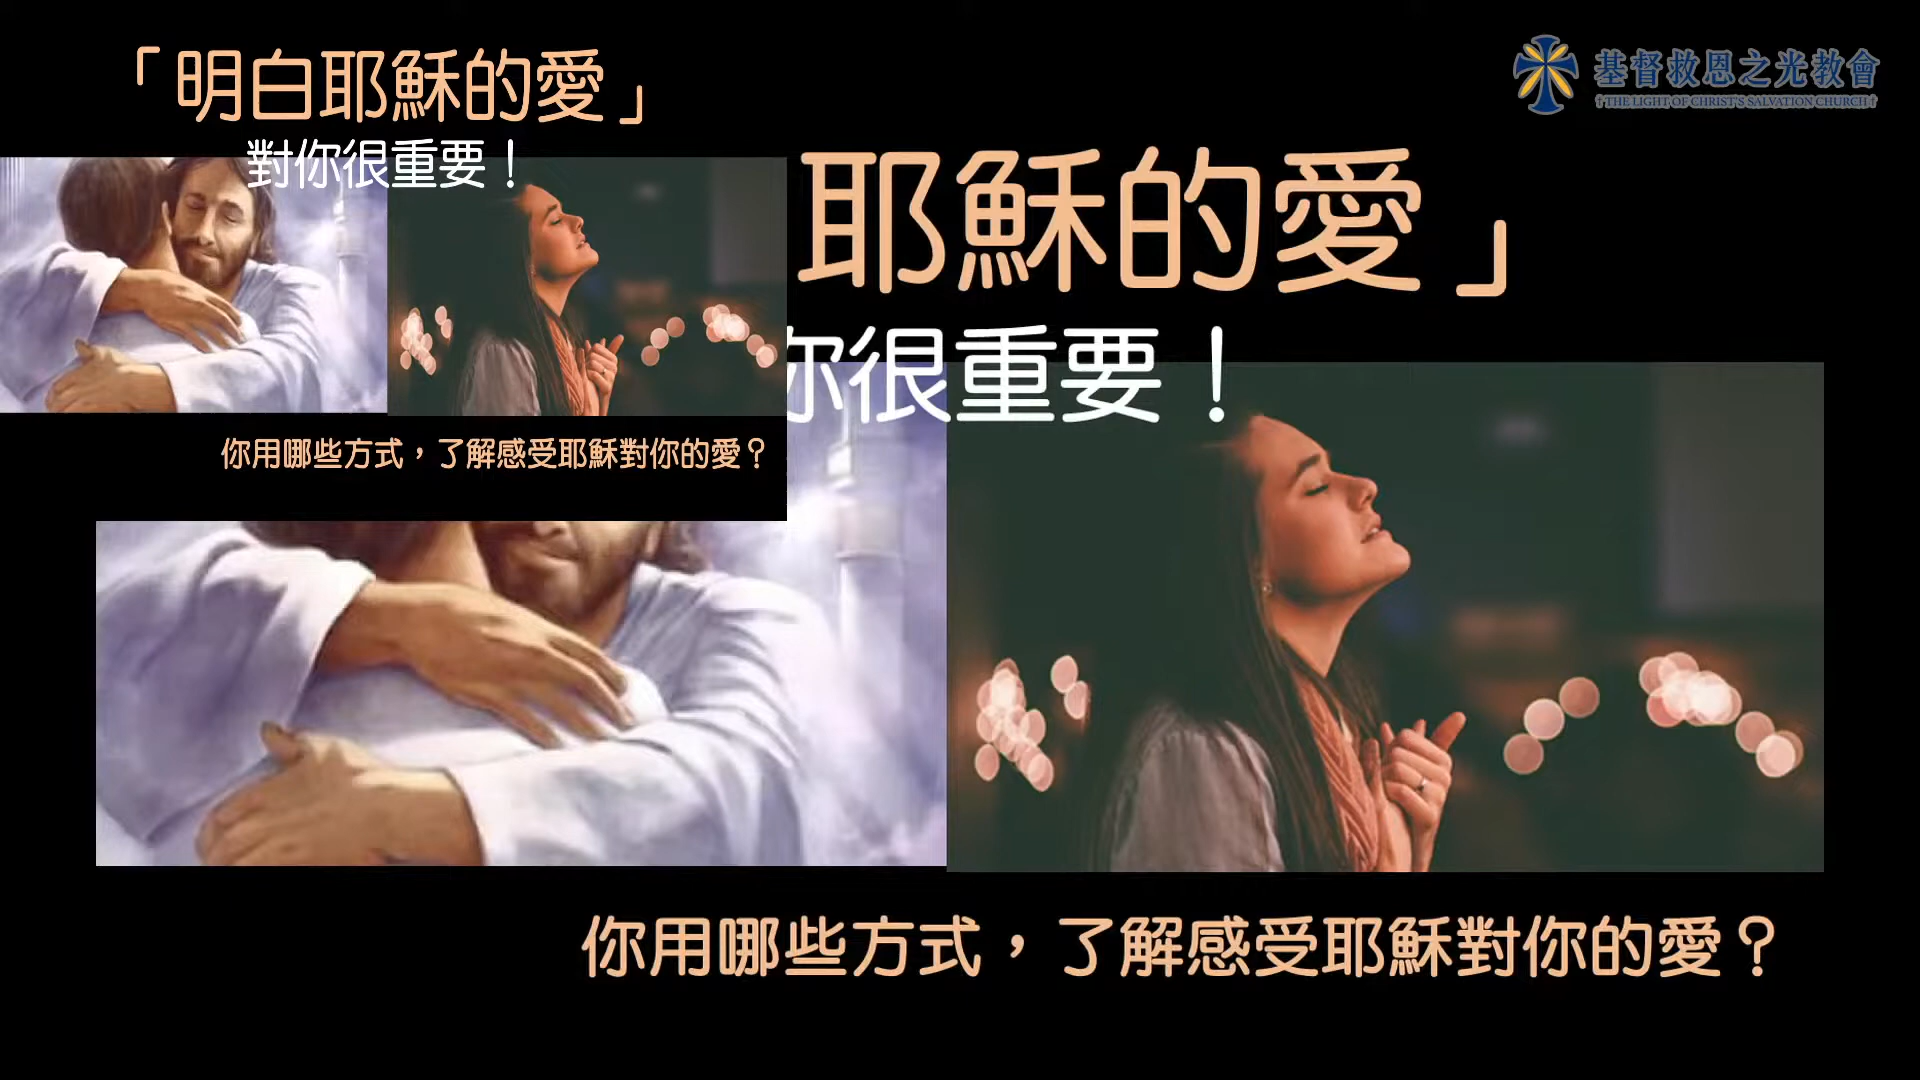 「明白耶穌的愛」
對你很重要！
你用哪些方式，了解感受耶穌對你的愛？
基督救恩之光教會
†THE LIGHT OF CHRIST'S SALVATION CHURCH†
耶穌的愛」
你很重要！
你用哪些方式，了解感受耶穌對你的愛？